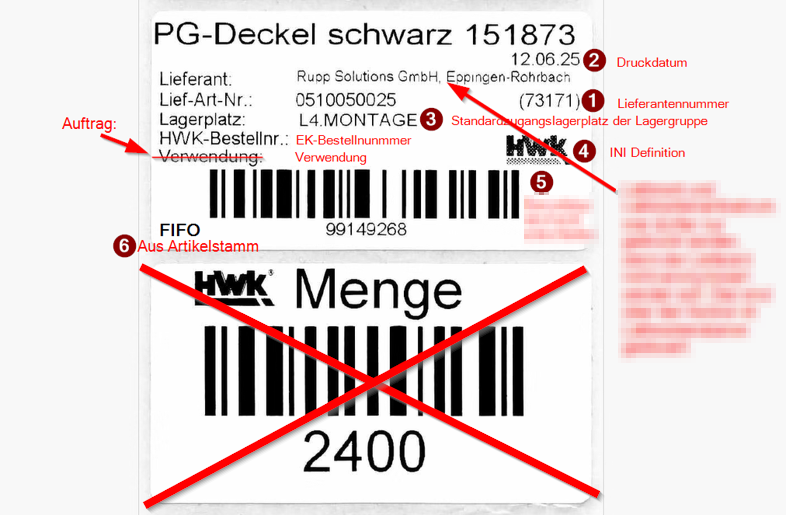 PG-Deckel schwarz 151873
12.06.25 2 Druckdatum
Lieferant: Rupp Solutions GmbH, Eppingen-Rohrbach
Lief-Art-Nr.: 0510050025 (73171) 1 Lieferantennummer
Lagerplatz: L4.MONTAGE 3 Standardzugangslagerplatz der Lagergruppe
Auftrag:
HWK-Bestellnr.: EK-Bestellnummer
HWK 4 INI Definition
Verwendung: Verwendung
5
FIFO 99149268
6 Aus Artikelstamm
HWK® Menge
2400